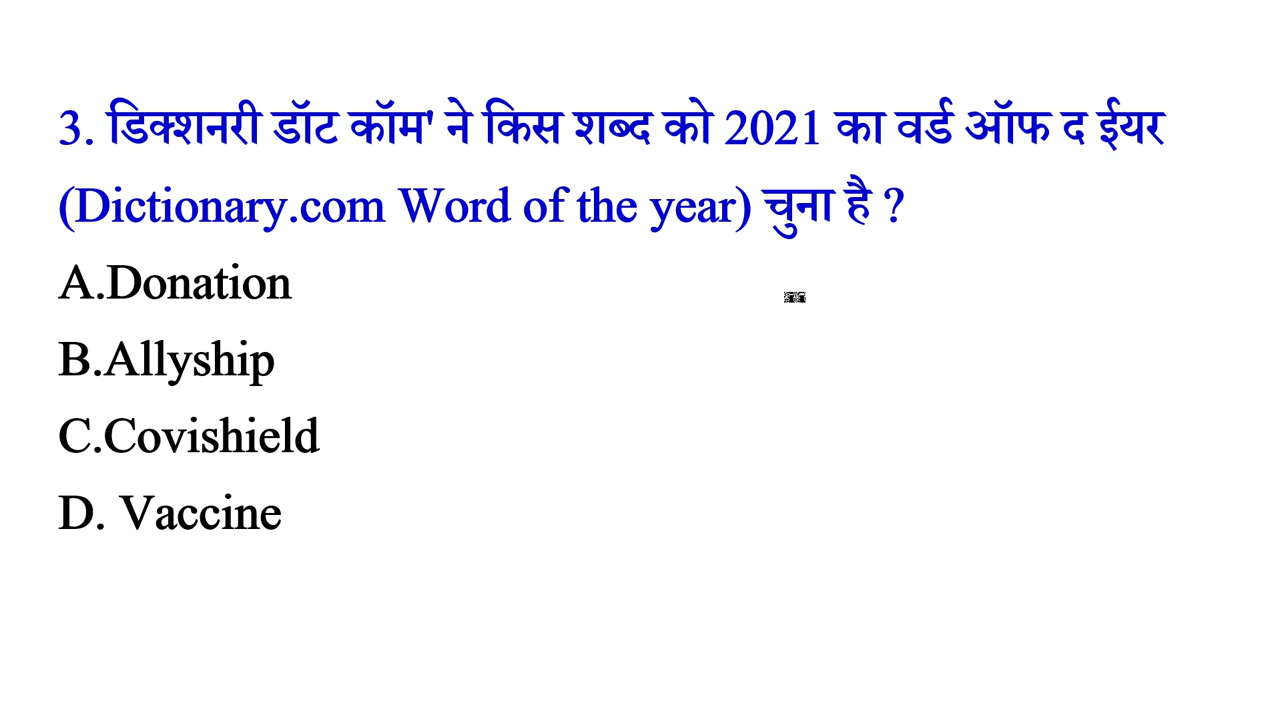 3. डिक्शनरी डॉट कॉम' ने किस शब्द को 2021 का वर्ड ऑफ द ईयर
(Dictionary.com Word of the year) चुना है ?
A.Donation
B.Allyship
C.Covishield
D. Vaccine